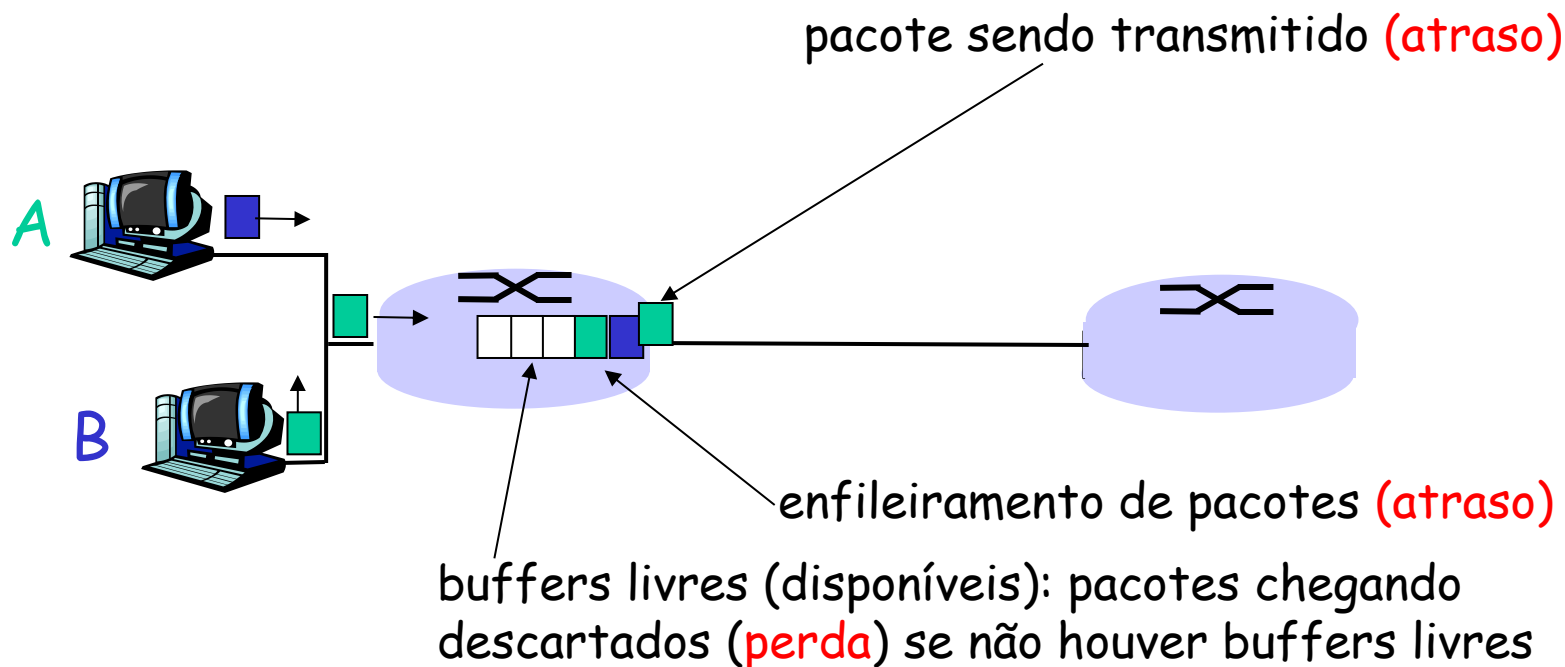 pacote sendo transmitido (atraso)
A
B
enfileiramento de pacotes (atraso)
buffers livres (disponíveis): pacotes chegando
descartados (perda) se não houver buffers livres